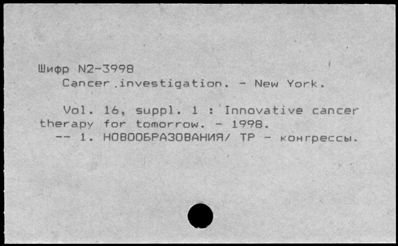 Шифр N2-3998
Cancer investigation. - New York.
Vol. 16, suppl. 1 : Innovative cancer
therapy for tomorrow. - 1998.
-- 1. НОВООБРАЗОВАНИЯ/ ТР - конгрессы.